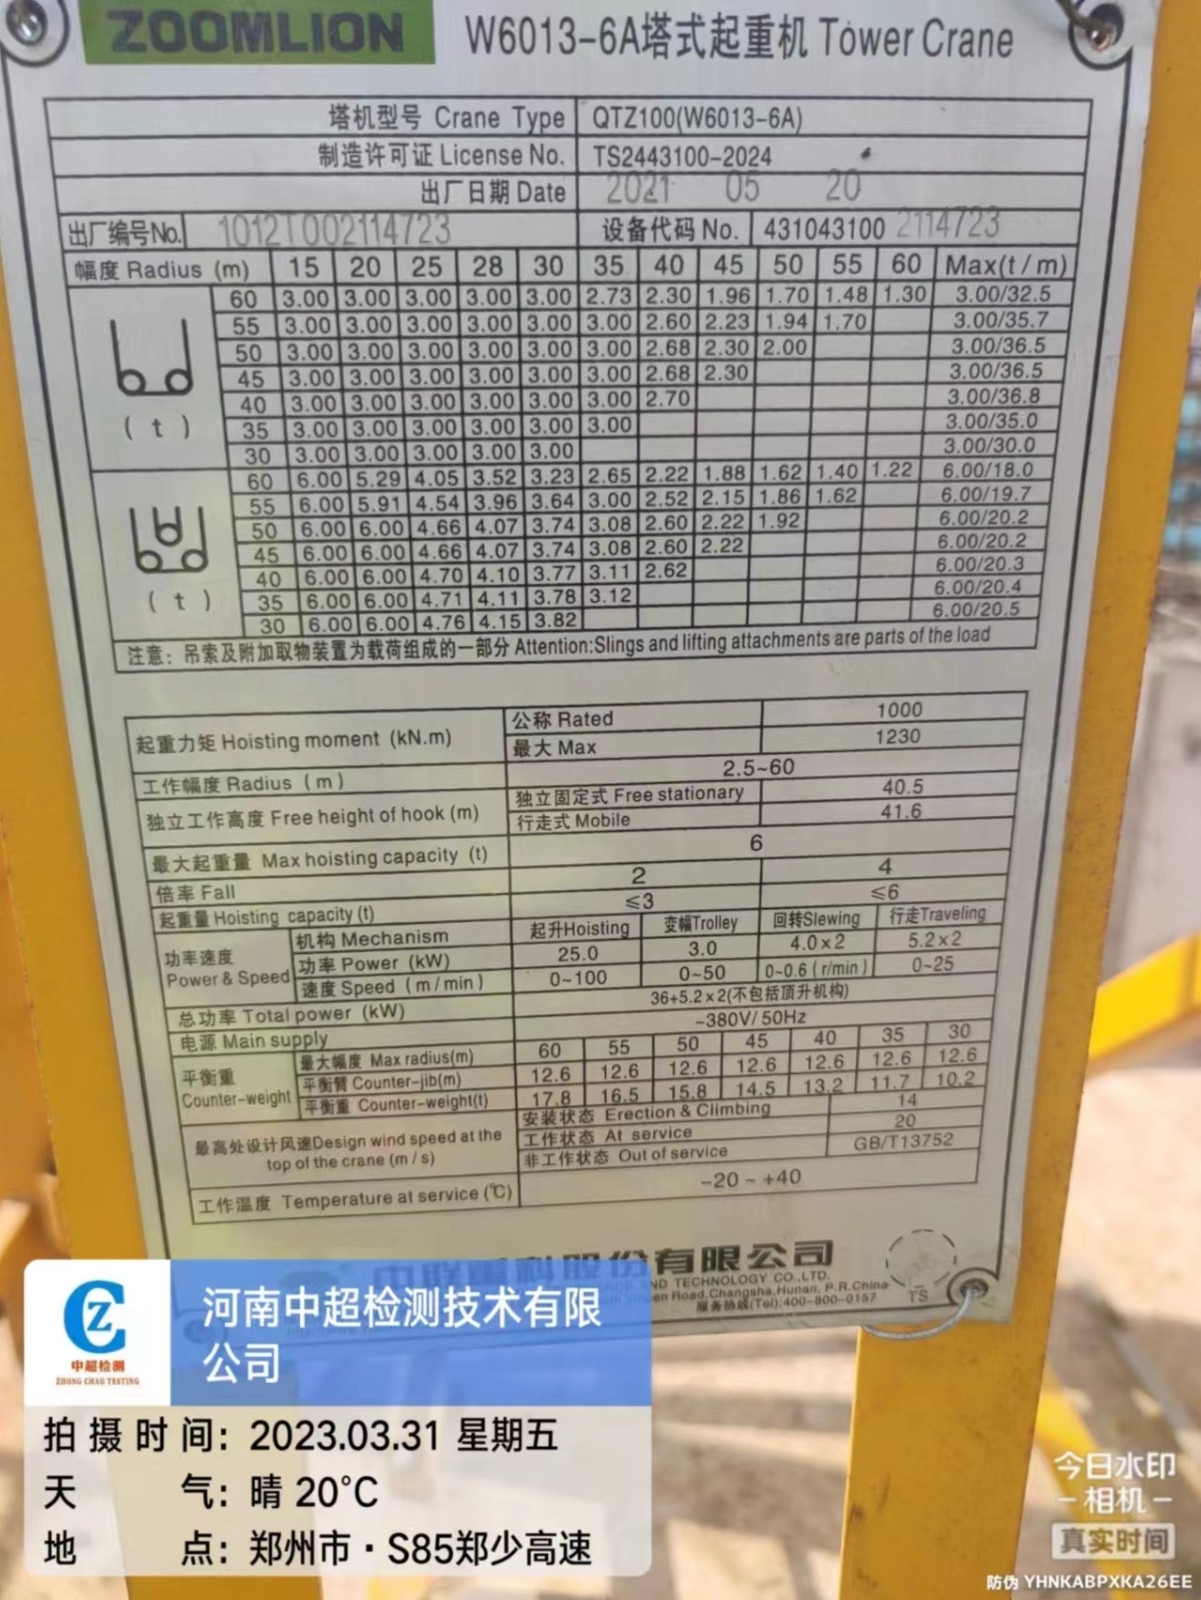 ZOOMLION W6013-6A塔式起重机 Tower Crane
塔机型号 Crane Type QTZ100(W6013-6A)
制造许可证 License No. TS2443100-2024
出厂日期 Date 2021 05 20
出厂编号No. 1012T002114723 设备代码 No. 431043100 2114723
幅度 Radius (m) 15 20 25 28 30 35 40 45 50 55 60 Max(t/m)
60 3.00 3.00 3.00 3.00 3.00 2.73 2.30 1.96 1.70 1.48 1.30 3.00/32.5
55 3.00 3.00 3.00 3.00 3.00 3.00 2.60 2.23 1.94 1.70 3.00/35.7
50 3.00 3.00 3.00 3.00 3.00 3.00 2.68 2.30 2.00 3.00/36.5
45 3.00 3.00 3.00 3.00 3.00 3.00 2.68 2.30 3.00/36.5
40 3.00 3.00 3.00 3.00 3.00 3.00 2.70 3.00/36.8
(t) 35 3.00 3.00 3.00 3.00 3.00 3.00 3.00/35.0
30 3.00 3.00 3.00 3.00 3.00 3.00/30.0
60 6.00 5.29 4.05 3.52 3.23 2.65 2.22 1.88 1.62 1.40 1.22 6.00/18.0
55 6.00 5.91 4.54 3.96 3.64 3.00 2.52 2.15 1.86 1.62 6.00/19.7
50 6.00 6.00 4.66 4.07 3.74 3.08 2.60 2.22 1.92 6.00/20.2
45 6.00 6.00 4.66 4.07 3.74 3.08 2.60 2.22 6.00/20.2
40 6.00 6.00 4.70 4.10 3.77 3.11 2.62 6.00/20.3
(t) 35 6.00 6.00 4.71 4.11 3.78 3.12 6.00/20.4
30 6.00 6.00 4.76 4.15 3.82 6.00/20.5
注意：吊索及附加取物装置为载荷组成的一部分 Attention:Slings and lifting attachments are parts of the load
起重力矩 Hoisting moment (kN.m) 公称 Rated 1000
最大 Max 1230
工作幅度 Radius (m) 2.5~60
独立工作高度 Free height of hook (m) 独立固定式 Free stationary 40.5
行走式 Mobile 41.6
最大起重量 Max hoisting capacity (t) 6
倍率 Fall 2 4
起重量 Hoisting capacity (t) ≤3 ≤6
功率速度 Power & Speed 机构 Mechanism 起升Hoisting 变幅Trolley 回转Slewing 行走Traveling
功率 Power (kW) 25.0 3.0 4.0×2 5.2×2
速度 Speed (m/min) 0~100 0~50 0~0.6 (r/min) 0~25
总功率 Total power (kW) 36+5.2×2(不包括顶升机构)
电源 Main supply ~380V/50Hz
平衡重 Counter-weight 最大幅度 Max radius(m) 60 55 50 45 40 35 30
平衡臂 Counter-jib(m) 12.6 12.6 12.6 12.6 12.6 12.6 12.6
平衡重 Counter-weight(t) 17.8 16.5 15.8 14.5 13.2 11.7 10.2
最高处设计风速Design wind speed at the top of the crane (m/s) 安装状态 Erection & Climbing 14
工作状态 At service 20
非工作状态 Out of service GB/T13752
工作温度 Temperature at service (℃) -20 ~ +40
中联重科股份有限公司
AND TECHNOLOGY CO.,LTD.
Road,Changsha,Hunan, P.R.China
服务热线(Tel):400-800-0157
TS
中超检测
ZHONG CHAO TESTING
河南中超检测技术有限
公司
拍摄时间：2023.03.31 星期五
天气：晴 20°C
地点：郑州市·S85郑少高速
今日水印
相机
真实时间
防伪 YHNKABPXKA26EE